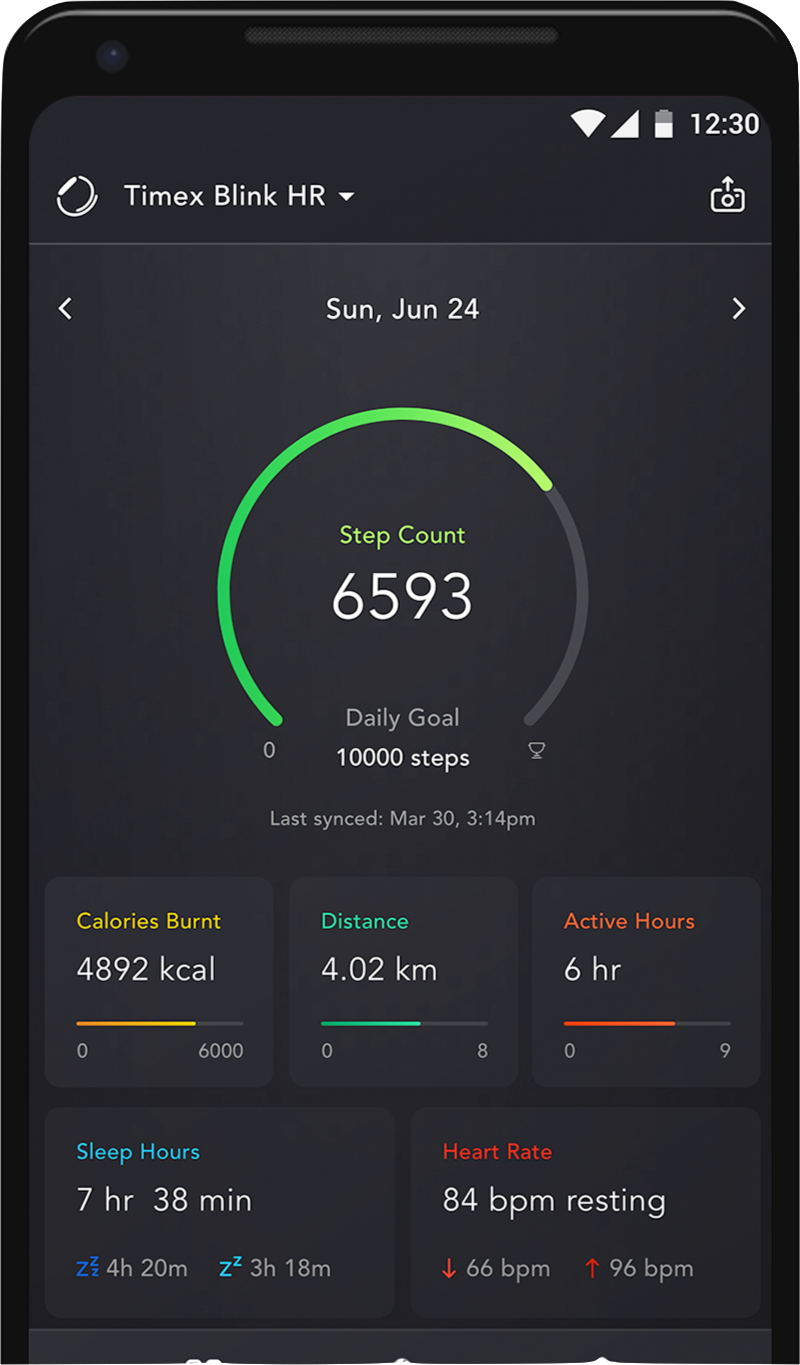 12:30
Timex Blink HR
Sun, Jun 24
Step Count
6593
Daily Goal
0
10000 steps
Last synced: Mar 30, 3:14pm
Calories Burnt
4892 kcal
0 6000
Distance
4.02 km
0 8
Active Hours
6 hr
0 9
Sleep Hours
7 hr 38 min
zzz 4h 20m zz 3h 18m
Heart Rate
84 bpm resting
↓ 66 bpm ↑ 96 bpm